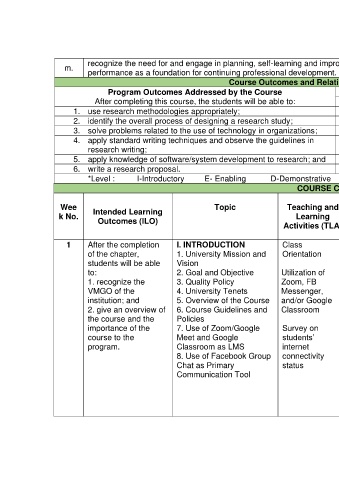 m.
recognize the need for and engage in planning, self-learning and impro
performance as a foundation for continuing professional development.
Course Outcomes and Relati
Program Outcomes Addressed by the Course
After completing this course, the students will be able to:
1. use research methodologies appropriately;
2. identify the overall process of designing a research study;
3. solve problems related to the use of technology in organizations;
4. apply standard writing techniques and observe the guidelines in
research writing;
5. apply knowledge of software/system development to research; and
6. write a research proposal.
*Level : I-Introductory E- Enabling D-Demonstrative
COURSE C
Wee
k No.
Intended Learning
Outcomes (ILO)
Topic
Teaching and
Learning
Activities (TLA
1
After the completion
of the chapter,
students will be able
to:
1. recognize the
VMGO of the
institution; and
2. give an overview of
the course and the
importance of the
course to the
program.
I. INTRODUCTION
1. University Mission and
Vision
2. Goal and Objective
3. Quality Policy
4. University Tenets
5. Overview of the Course
6. Course Guidelines and
Policies
7. Use of Zoom/Google
Meet and Google
Classroom as LMS
8. Use of Facebook Group
Chat as Primary
Communication Tool
Class
Orientation
Utilization of
Zoom, FB
Messenger,
and/or Google
Classroom
Survey on
students'
internet
connectivity
status